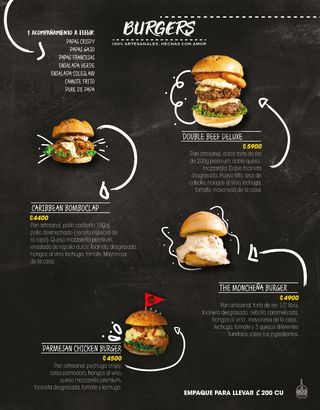 BURGERS
100% ARTESANALES, HECHAS CON AMOR
1 ACOMPAÑAMIENTO A ELEGIR:
PAPAS CRISPY
PAPAS GAJO
PAPAS FRANCESAS
ENSALADA VERDE
ENSALADA COLESLAW
CAMOTE FRITO
PURE DE PAPA
DOUBLE BEEF DELUXE
₡5900
Pan artesanal, doble torta de res
de 200g premium, doble queso
mozzarella. Doble tocineta
desgrasada. Huevo frito, aros de
cebolla, hongos al vino, lechuga,
tomate, mayonesa de la casa.
CARIBBEAN BOMBOCLAP
₡4400
Pan artesanal, pollo caribeño 180g,
pollo desmechado (receta especial de
la casa). Queso mozzarella premium,
ensalada de repollo dulce. Tocineta desgrasada,
hongos al vino, lechuga, tomate, Mayonesa
de la casa.
THE MONCHEÑA BURGER
₡4900
Pan artesanal, torta de res 1/2 libra,
tocineta desgrasada, cebolla caramelizada,
hongos al vino, mayonesa de la casa,
lechuga, tomate y 3 quesos diferentes
fundidos sobre la hamburguesa.
PARMESAN CHICKEN BURGER
₡4500
Pan artesanal, pechuga crispy,
salsa pomodoro, hongos al vino,
queso mozzarella premium,
tocineta desgrasada, tomate y lechuga.
EMPAQUE PARA LLEVAR ₡200 CU